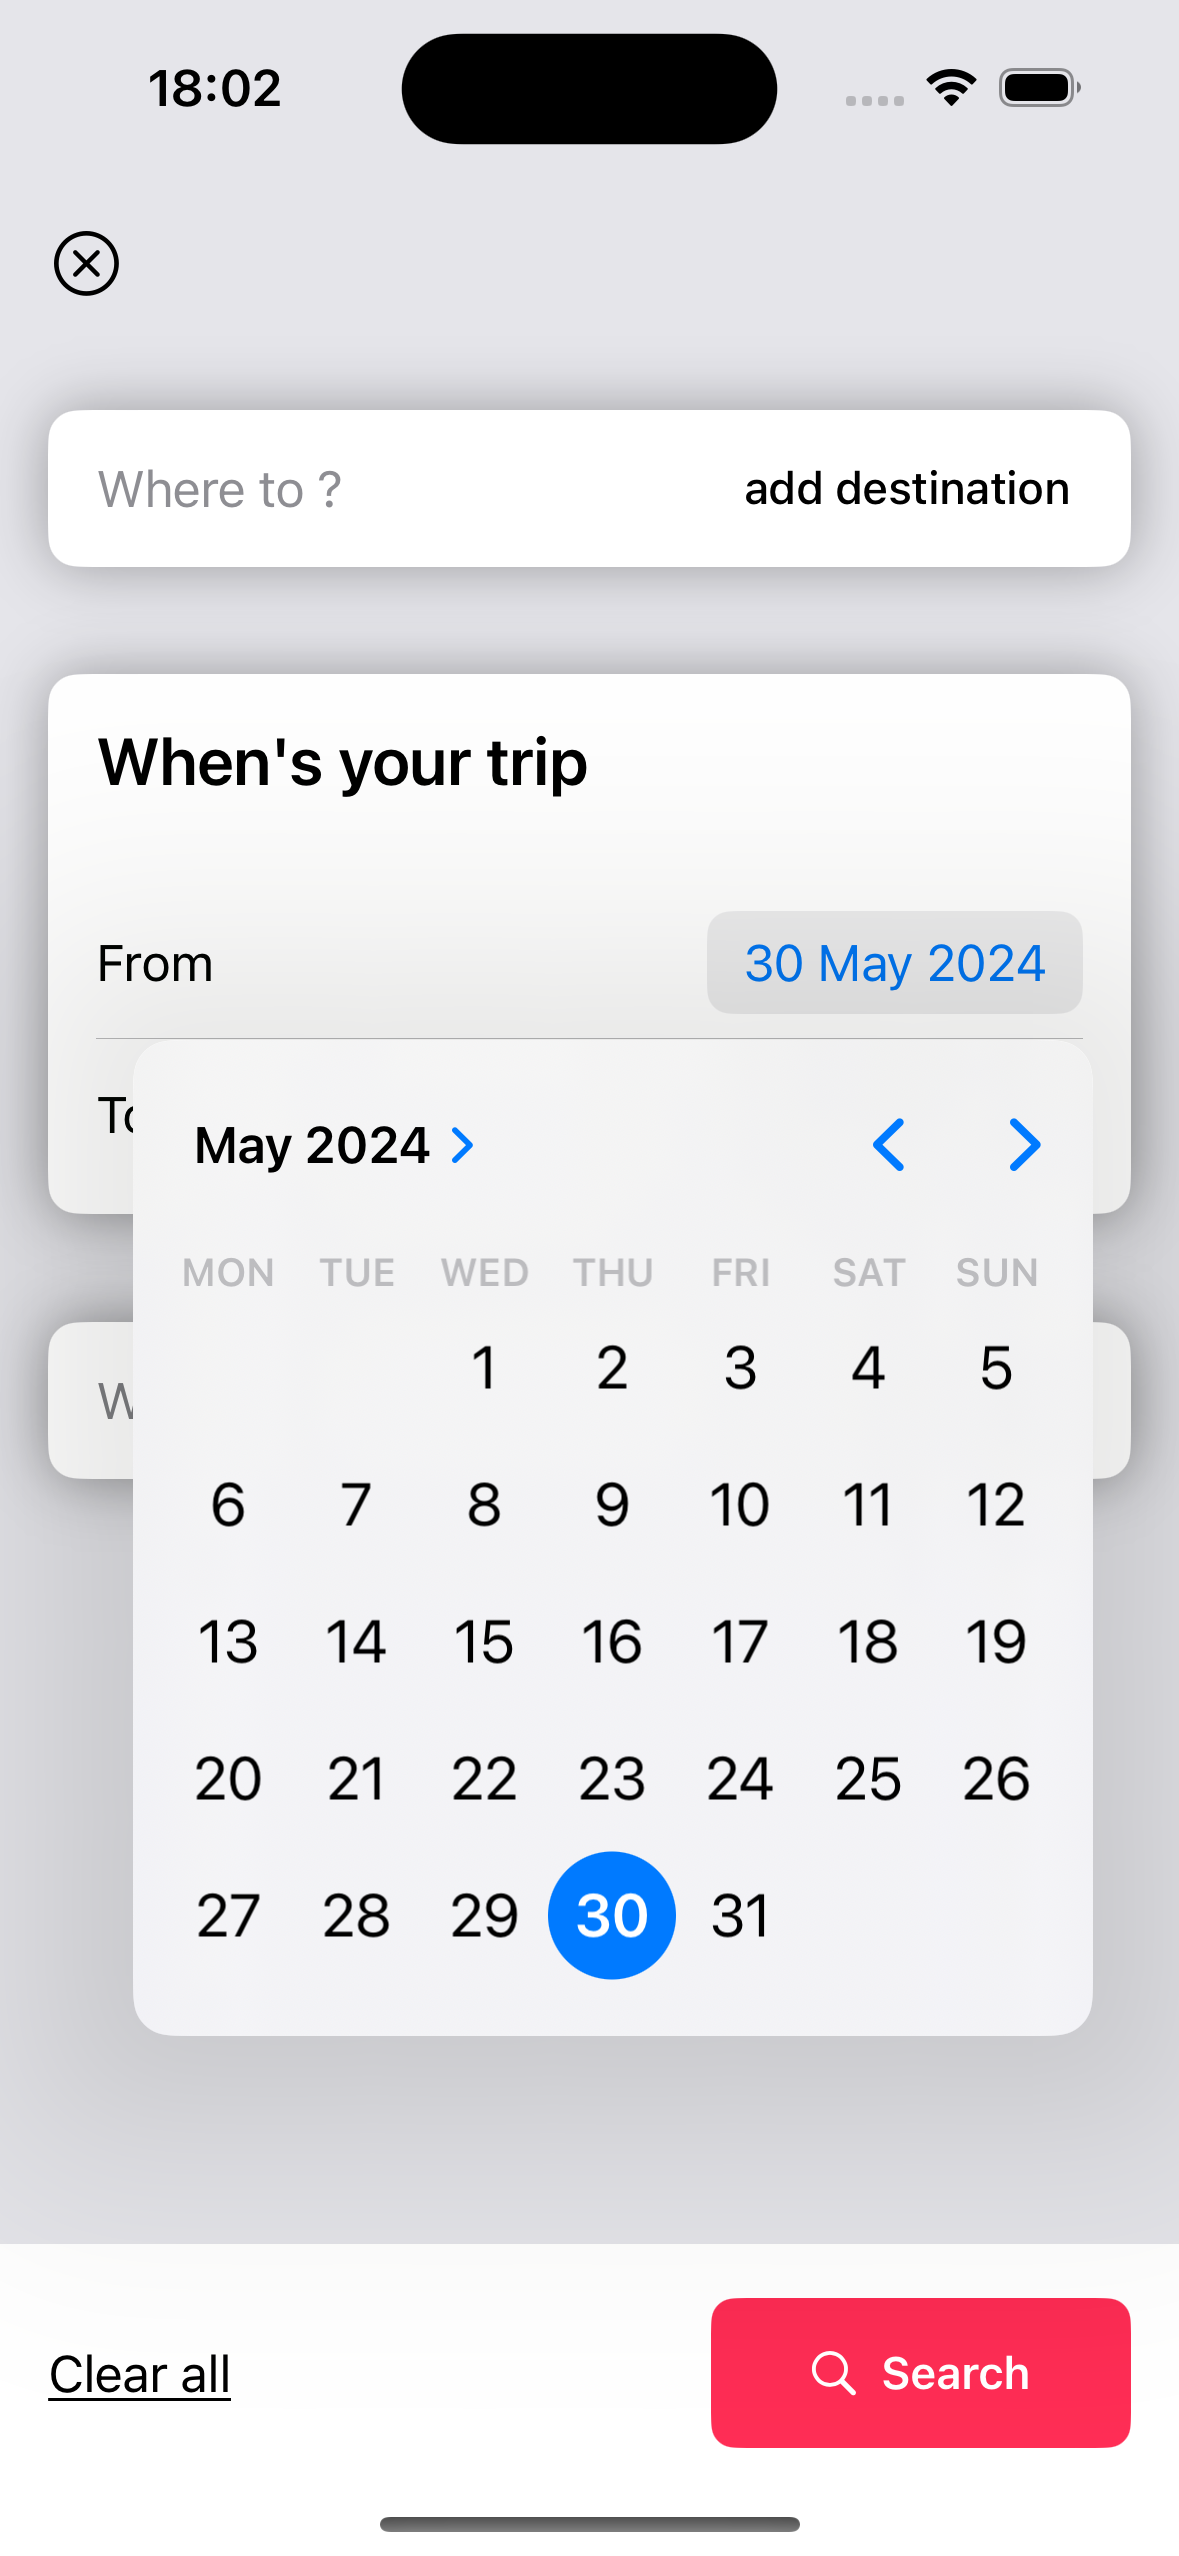 18:02
Where to ? add destination
When's your trip
From 30 May 2024
May 2024
MON TUE WED THU FRI SAT SUN
1 2 3 4 5
6 7 8 9 10 11 12
13 14 15 16 17 18 19
20 21 22 23 24 25 26
27 28 29 30 31
Clear all Search